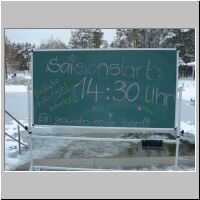 Saisonstart:
14:30 Uhr
Ein gesundes neues Jahr!!!